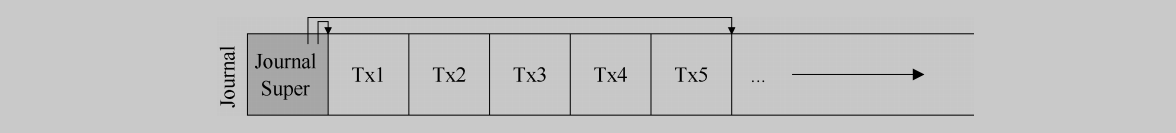 Journal
Journal
Super
Tx1
Tx2
Tx3
Tx4
Tx5
...